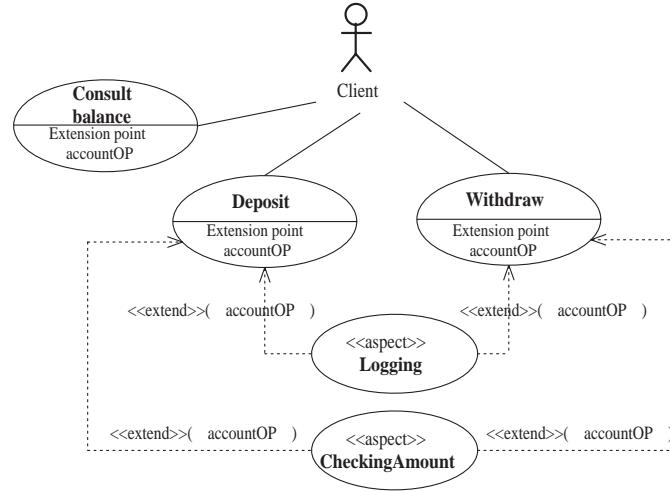 Client
Consult
balance
Extension point
accountOP
Deposit
Extension point
accountOP
Withdraw
Extension point
accountOP
<<extend>>( accountOP )
<<extend>>( accountOP )
<<aspect>>
Logging
<<extend>>( accountOP )
<<aspect>>
CheckingAmount
<<extend>>( accountOP )